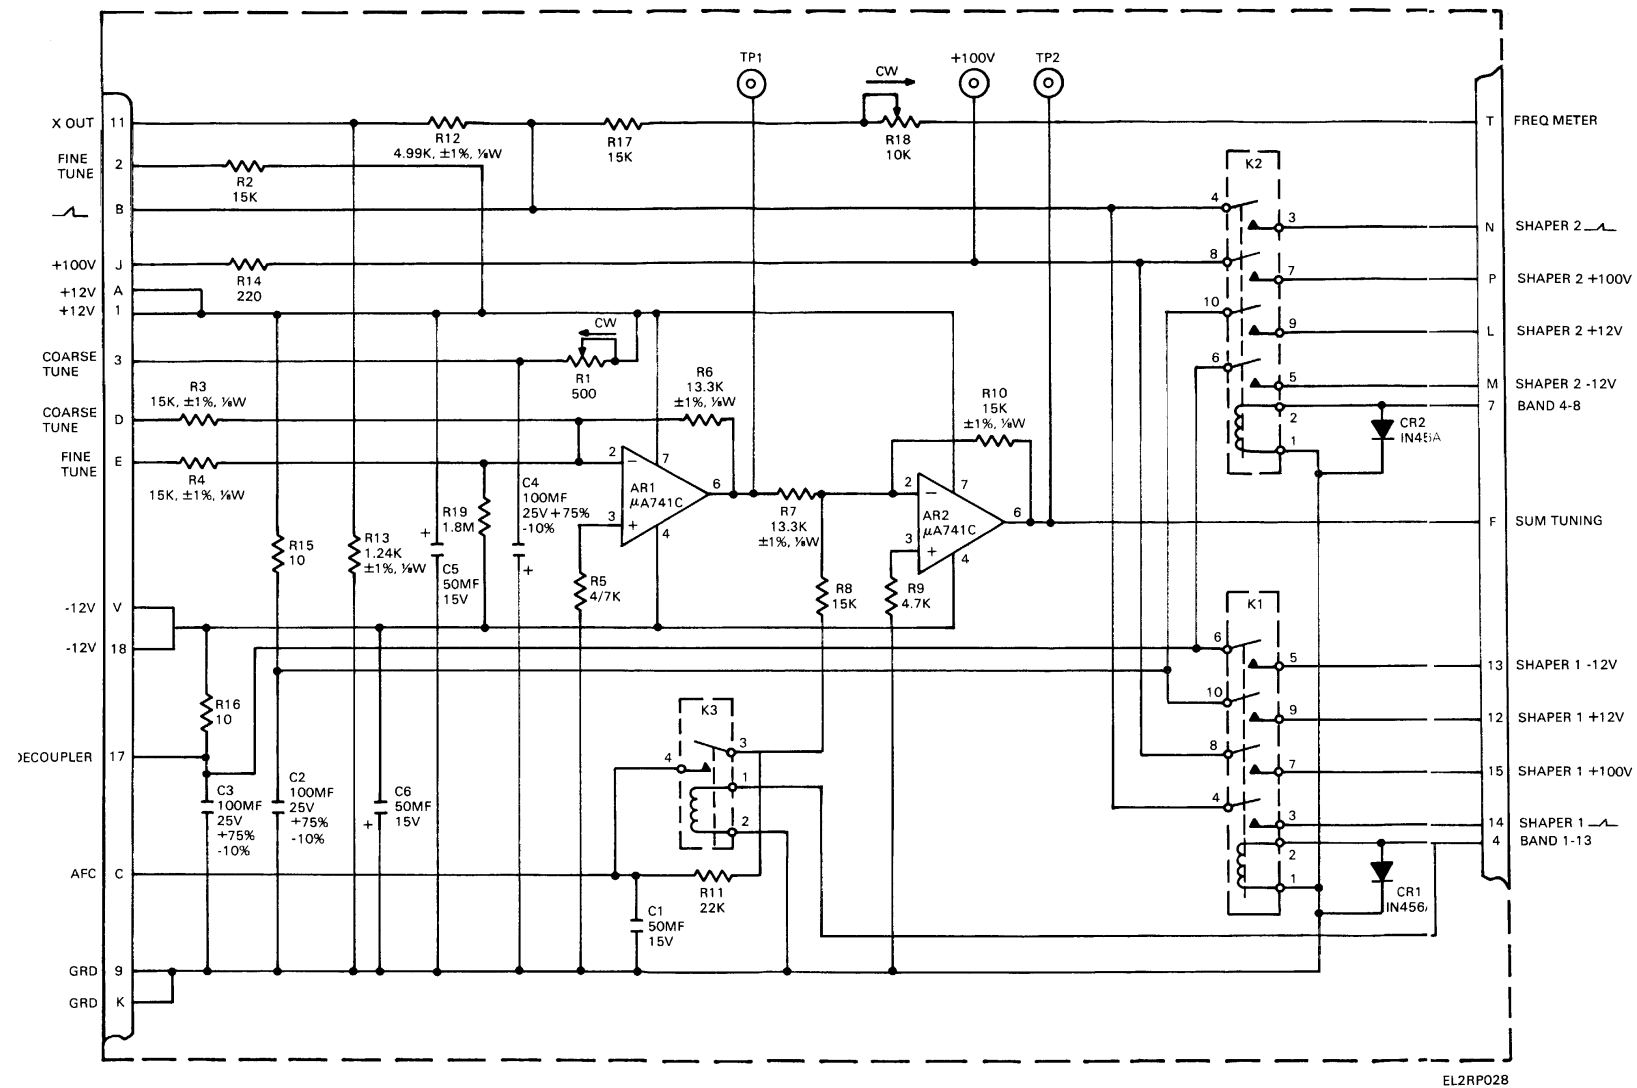 TP1
+100V
TP2
CW
X OUT 11
R12
4.99K, ±1%, ⅛W
R17
15K
R18
10K
T FREQ METER
FINE
TUNE
2
R2
15K
B
K2
4
3
N SHAPER 2
+100V J
R14
220
8
7
P SHAPER 2 +100V
+12V A
+12V 1
10
9
L SHAPER 2 +12V
CW
COARSE
TUNE
3
R1
500
6
5
M SHAPER 2 -12V
7 BAND 4-8
2
1
CR2
R3
15K, ±1%, ⅛W
R6
13.3K
±1%, ⅛W
R10
15K
±1%, ⅛W
COARSE
TUNE
D
FINE
TUNE
E
R4
15K, ±1%, ⅛W
2
−
7
AR1
μA741C
6
3
+
4
R7
13.3K
±1%, ⅛W
2
−
7
AR2
μA741C
6
3
+
4
F SUM TUNING
R15
10
R13
1.24K
±1%, ⅛W
+
C5
50MF
15V
R19
1.8M
C4
100MF
25V +75%
-10%
+
R5
4/7K
R8
15K
R9
4.7K
-12V V
-12V 18
K1
6
5
13 SHAPER 1 -12V
10
9
12 SHAPER 1 +12V
8
7
15 SHAPER 1 +100V
4
3
14 SHAPER 1
4 BAND 1-13
2
1
CR1
R16
10
ECOUPLER 17
C3
100MF
25V
+75%
-10%
C2
100MF
25V
+75%
-10%
C6
50MF
15V
+
K3
3
4
1
2
AFC C
R11
22K
C1
50MF
15V
GRD 9
GRD K
EL2RP028